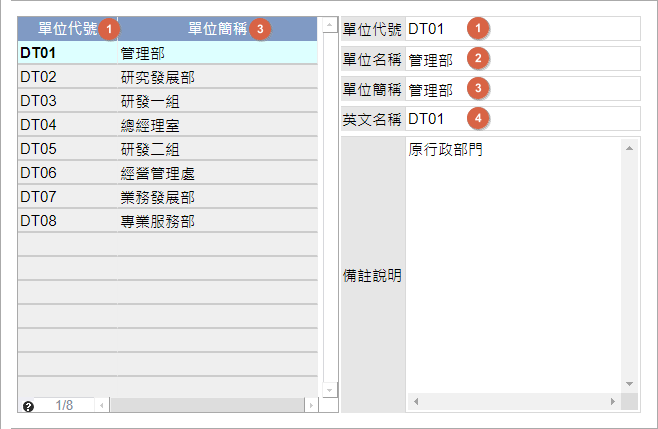 單位代號 1 單位簡稱 3
DT01 管理部
DT02 研究發展部
DT03 研發一組
DT04 總經理室
DT05 研發二組
DT06 經營管理處
DT07 業務發展部
DT08 專業服務部
? 1/8
單位代號 DT01 1
單位名稱 管理部 2
單位簡稱 管理部 3
英文名稱 DT01 4
備註說明 原行政部門